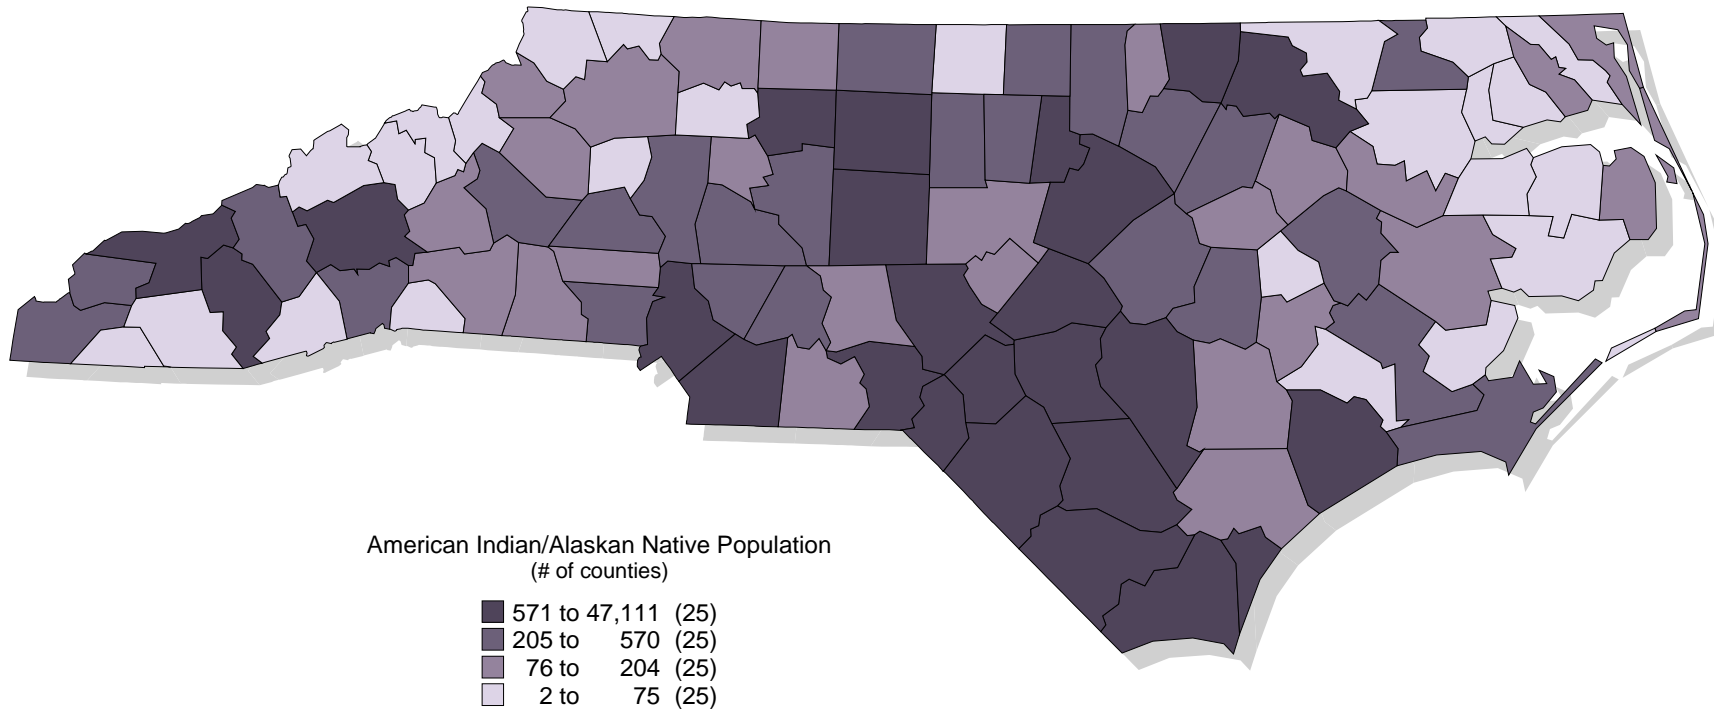 American Indian/Alaskan Native Population
(# of counties)
571 to 47,111 (25)
205 to 570 (25)
76 to 204 (25)
2 to 75 (25)